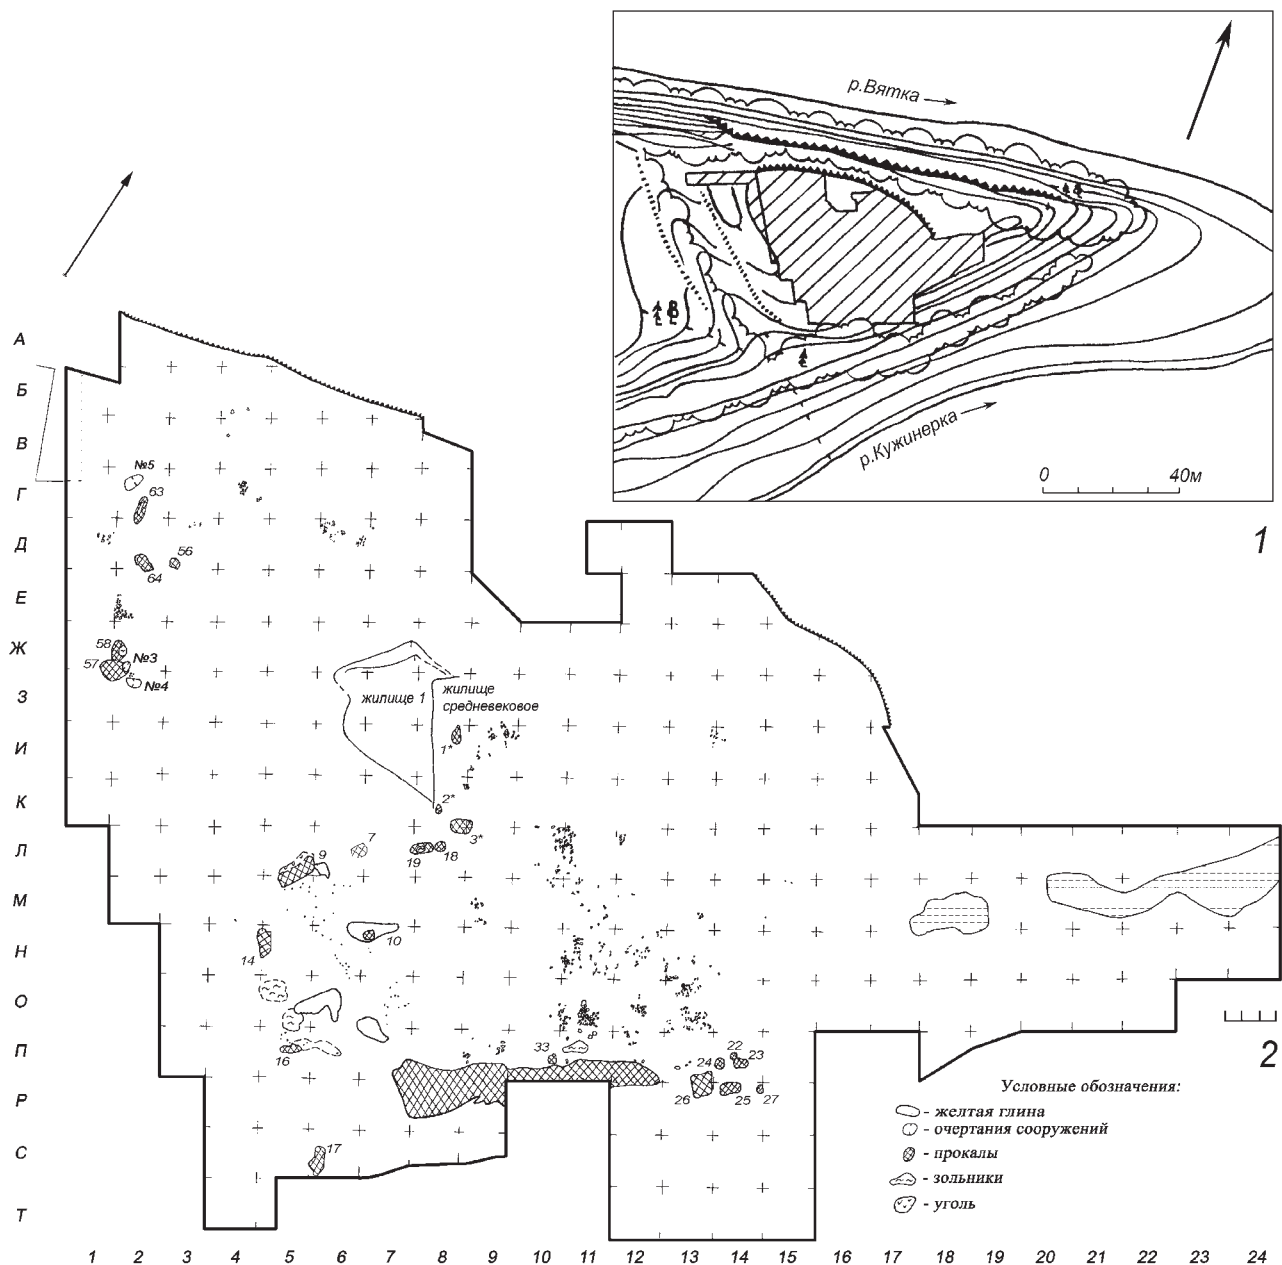 р.Вятка
р.Кужинерка
0 40м
1
А
Б
В
Г
Д
Е
Ж
З
И
К
Л
М
Н
О
П
Р
С
Т
№5
63
56
64
58
№3
57
№4
жилище 1
жилище
средневековое
1*
2*
3*
7
9
19
18
10
14
16
33
22
24
23
26
25
27
17
2
Условные обозначения:
- желтая глина
- очертания сооружений
- прокалы
- зольники
- уголь
1 2 3 4 5 6 7 8 9 10 11 12 13 14 15 16 17 18 19 20 21 22 23 24